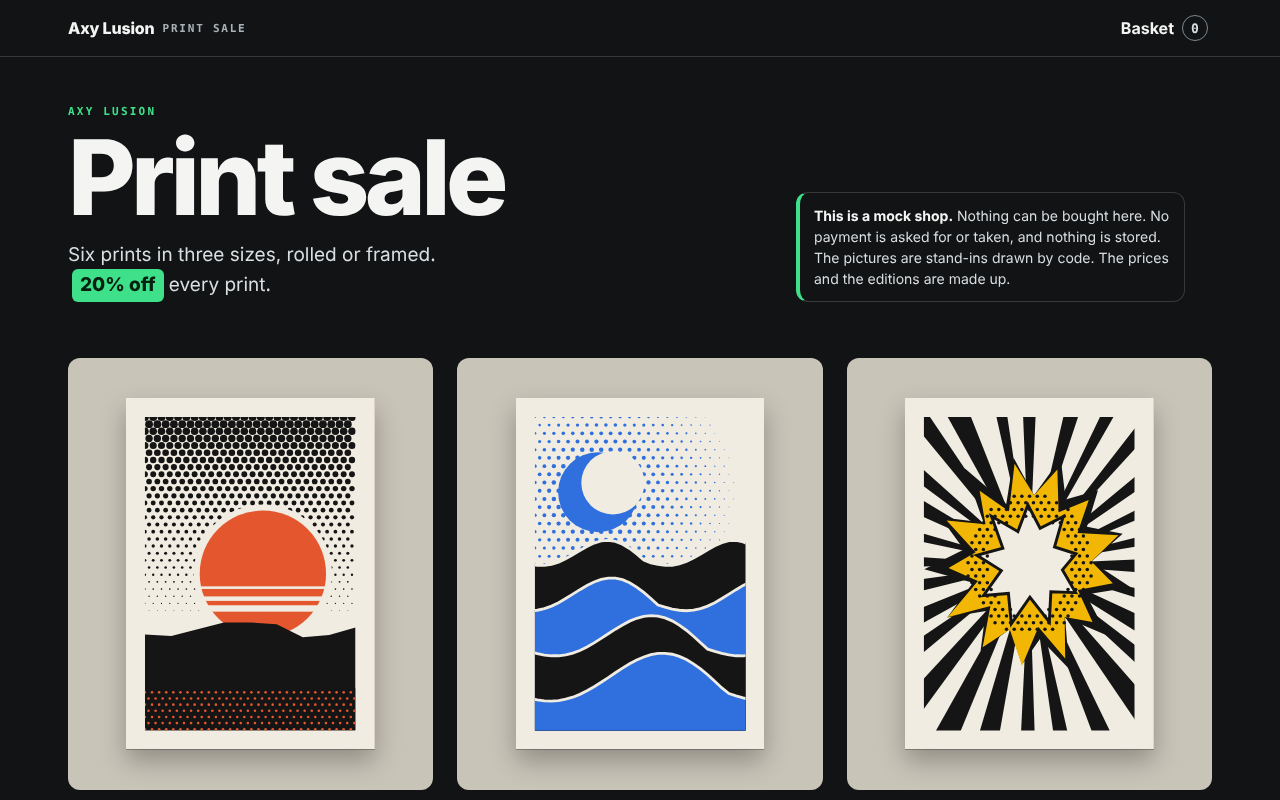 Axy Lusion PRINT SALE
Basket 0
AXY LUSION
Print sale
Six prints in three sizes, rolled or framed.
20% off every print.
This is a mock shop. Nothing can be bought here. No
payment is asked for or taken, and nothing is stored.
The pictures are stand-ins drawn by code. The prices
and the editions are made up.